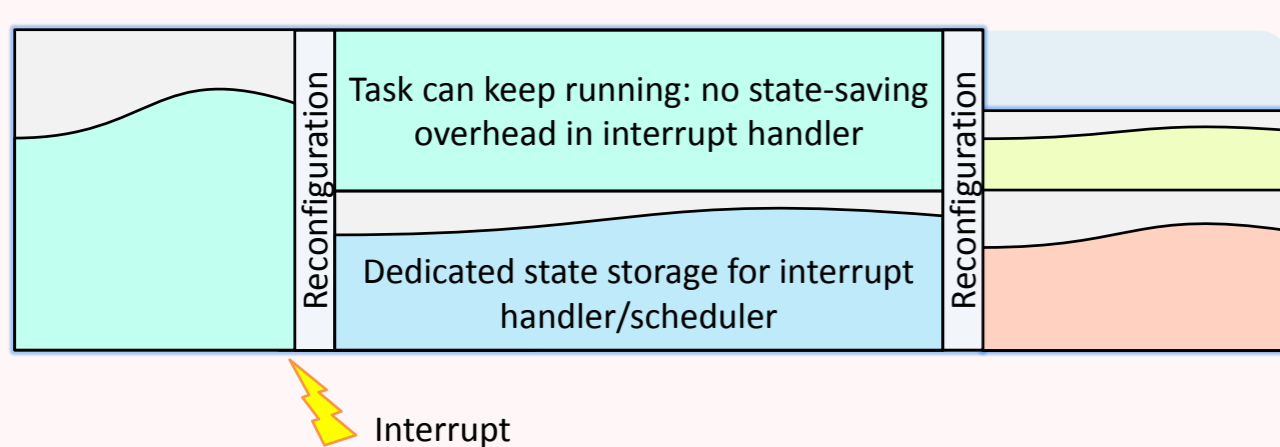 Reconfiguration
Task can keep running: no state-saving
overhead in interrupt handler
Dedicated state storage for interrupt
handler/scheduler
Reconfiguration
Interrupt